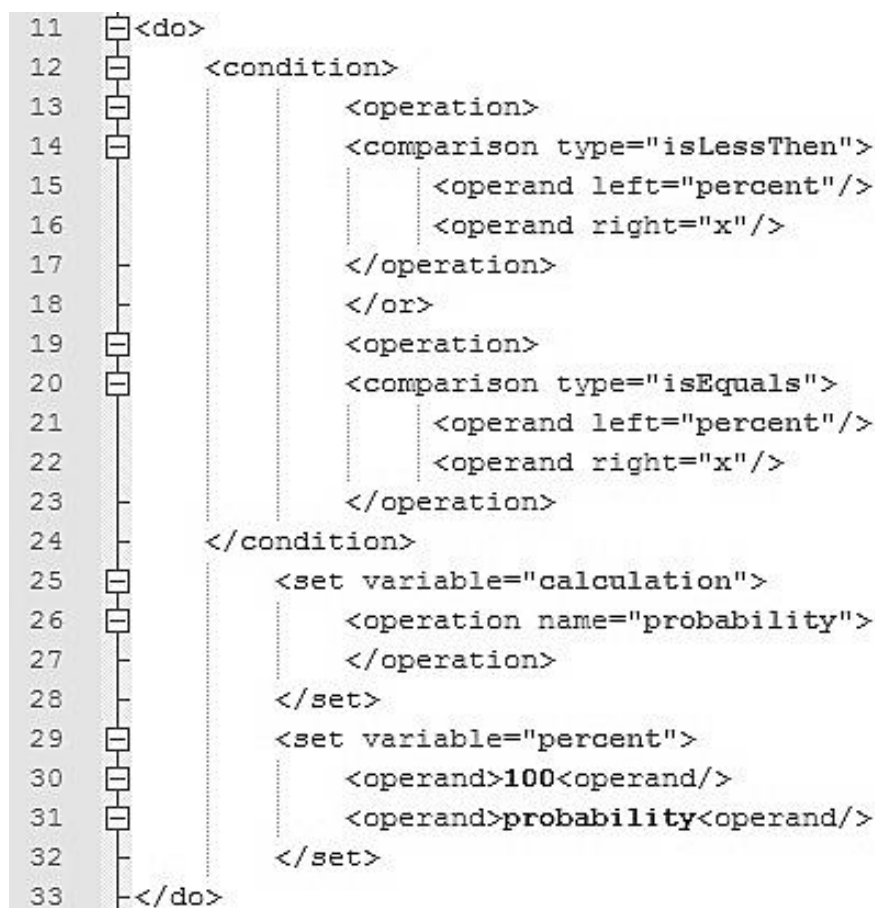 11 <do>
12 <condition>
13 <operation>
14 <comparison type="isLessThen">
15 <operand left="percent"/>
16 <operand right="x"/>
17 </operation>
18 </or>
19 <operation>
20 <comparison type="isEquals">
21 <operand left="percent"/>
22 <operand right="x"/>
23 </operation>
24 </condition>
25 <set variable="calculation">
26 <operation name="probability">
27 </operation>
28 </set>
29 <set variable="percent">
30 <operand>100<operand/>
31 <operand>probability<operand/>
32 </set>
33 </do>